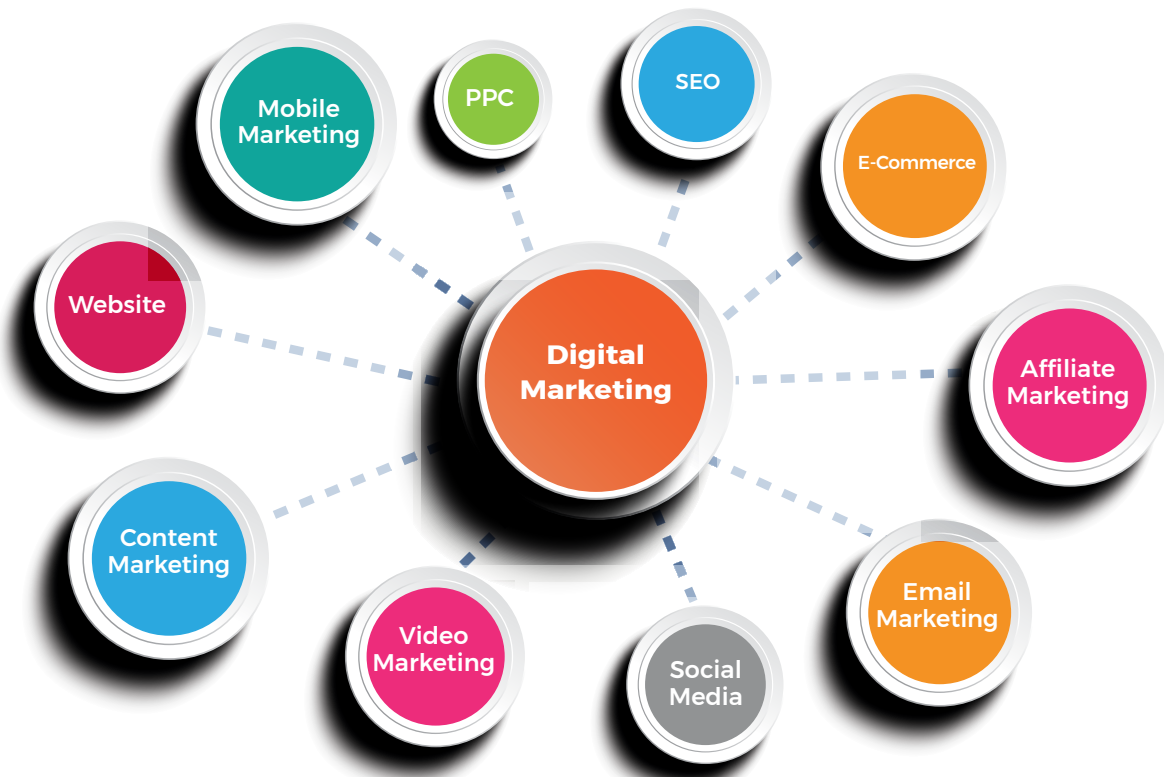 PPC
SEO
Mobile
Marketing
E-Commerce
Website
Digital
Marketing
Affiliate
Marketing
Content
Marketing
Email
Marketing
Video
Marketing
Social
Media